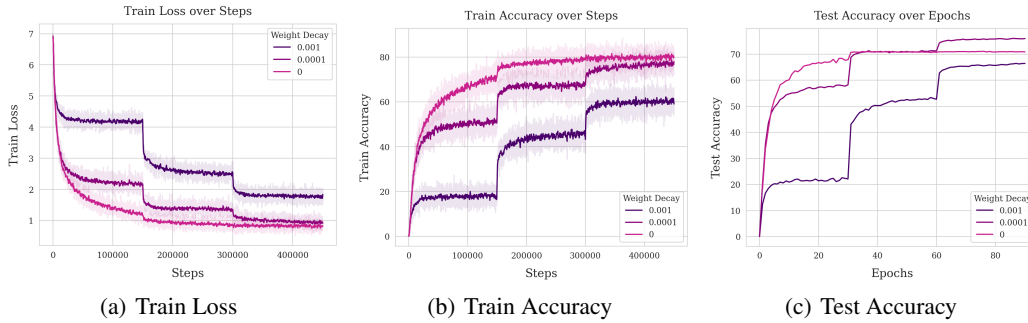 Train Loss over Steps
Train Loss
7
6
5
4
3
2
1
0
100000
200000
300000
400000
Steps
Weight Decay
0.001
0.0001
0
(a) Train Loss
Train Accuracy over Steps
Train Accuracy
80
60
40
20
0
0
100000
200000
300000
400000
Steps
Weight Decay
0.001
0.0001
0
(b) Train Accuracy
Test Accuracy over Epochs
Test Accuracy
70
60
50
40
30
20
10
0
0
20
40
60
80
Epochs
Weight Decay
0.001
0.0001
0
(c) Test Accuracy